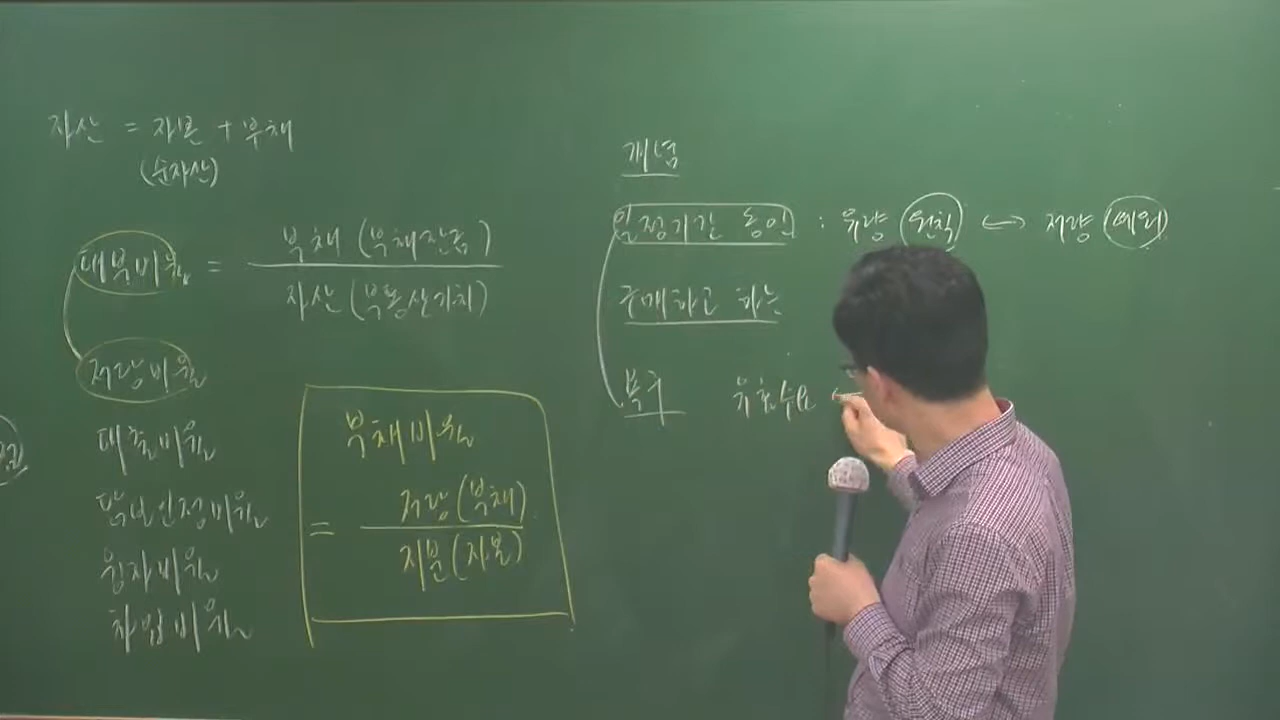 자산 = 자본 + 부채
(순자산)
대부비율 = 부채 (부채잔금)
자산 (부동산가치)
저당비율
대출비율
담보인정비율
융자비율
차입비율
부채비율
= 저당 (부채)
지분 (자본)
개념
일정기간 동안 : 유량 원칙 ↔ 저량 예외
구매하고 하는
욕구 유효수요 ←